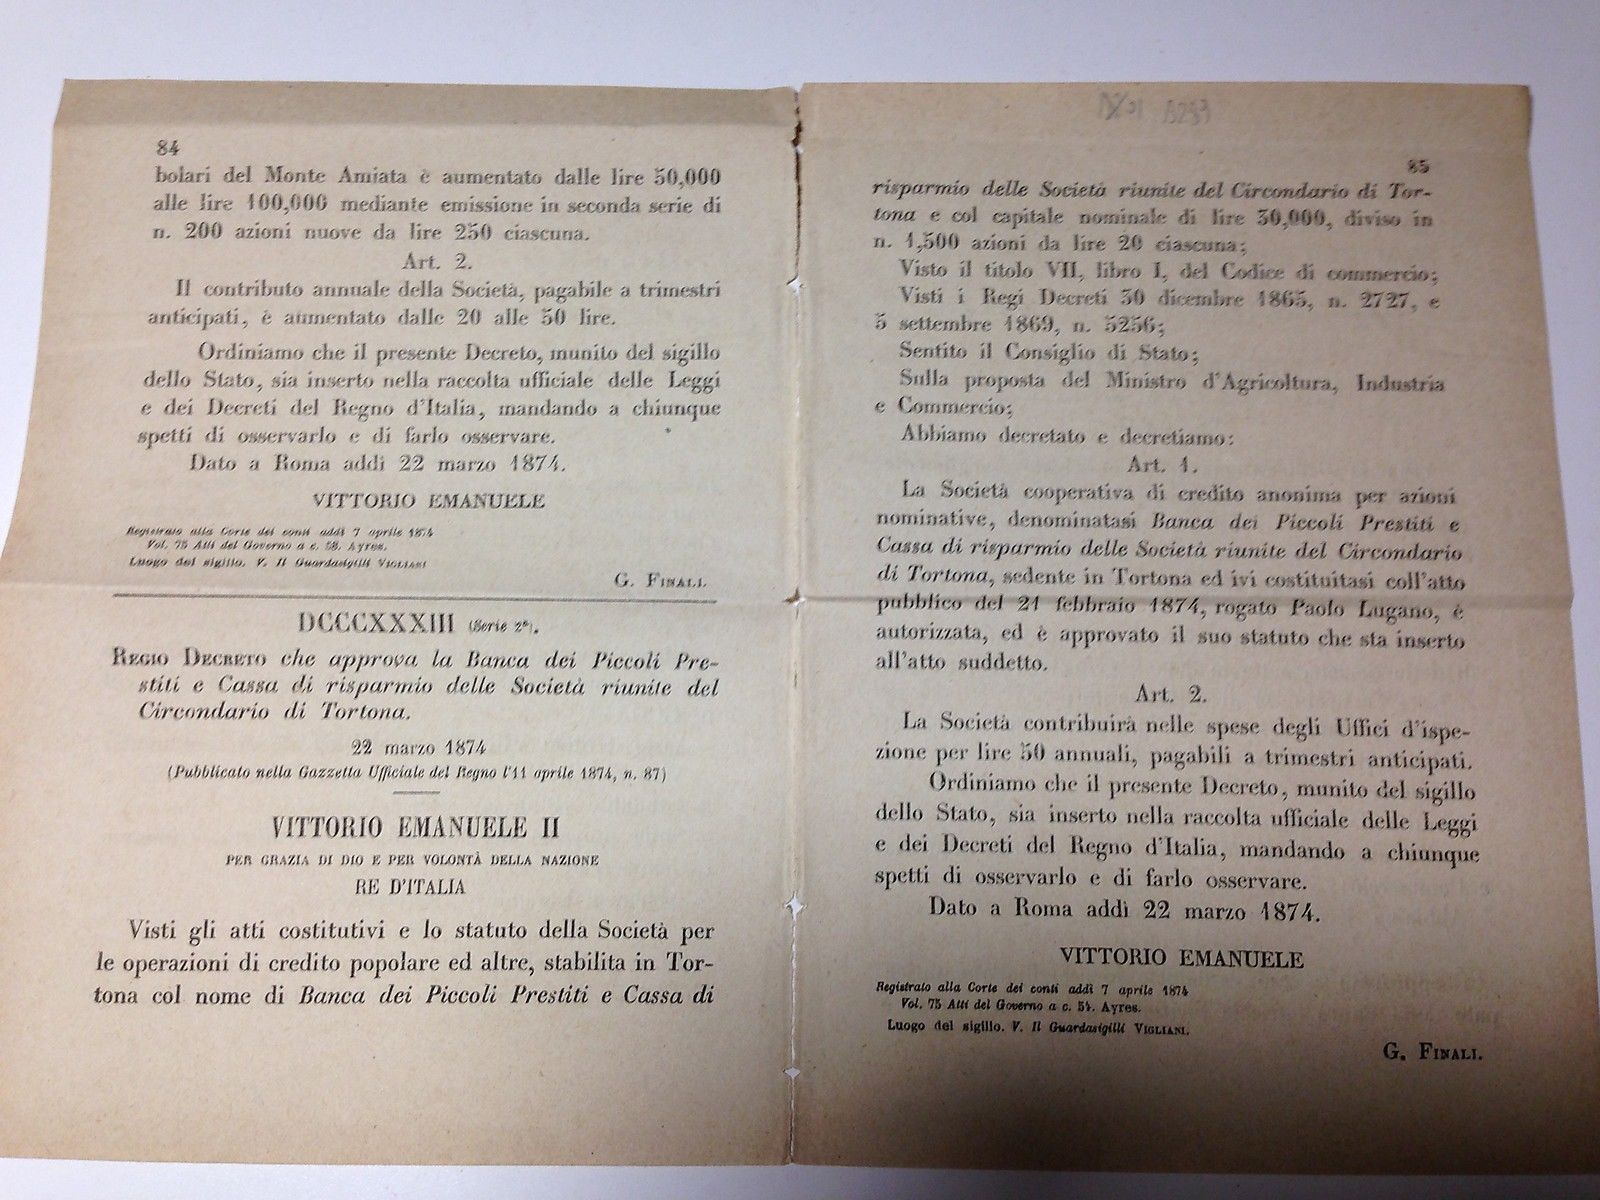 84
bolari del Monte Amiata è aumentato dalle lire 50,000
alle lire 100,000 mediante emissione in seconda serie di
n. 200 azioni nuove da lire 250 ciascuna.
Art. 2.
Il contributo annuale della Società, pagabile a trimestri
anticipati, è aumentato dalle 20 alle 50 lire.
Ordiniamo che il presente Decreto, munito del sigillo
dello Stato, sia inserto nella raccolta ufficiale delle Leggi
e dei Decreti del Regno d'Italia, mandando a chiunque
spetti di osservarlo e di farlo osservare.
Dato a Roma addì 22 marzo 1874.
VITTORIO EMANUELE
Registrato alla Corte dei conti addì 7 aprile 1874
Vol. 75 Atti del Governo a c. 58. Ayres.
Luogo del sigillo. V. Il Guardasigilli VIGLIANI
G. FINALI.
DCCCXXXIII (Serie 2ª).
REGIO DECRETO che approva la Banca dei Piccoli Pre-
stiti e Cassa di risparmio delle Società riunite del
Circondario di Tortona.
22 marzo 1874
(Pubblicato nella Gazzetta Ufficiale del Regno l'11 aprile 1874, n. 87)
VITTORIO EMANUELE II
PER GRAZIA DI DIO E PER VOLONTÀ DELLA NAZIONE
RE D'ITALIA
Visti gli atti costitutivi e lo statuto della Società per
le operazioni di credito popolare ed altre, stabilita in Tor-
tona col nome di Banca dei Piccoli Prestiti e Cassa di
85
risparmio delle Società riunite del Circondario di Tor-
tona e col capitale nominale di lire 30,000, diviso in
n. 1,500 azioni da lire 20 ciascuna;
Visto il titolo VII, libro I, del Codice di commercio;
Visti i Regi Decreti 30 dicembre 1865, n. 2727, e
5 settembre 1869, n. 5256;
Sentito il Consiglio di Stato;
Sulla proposta del Ministro d'Agricoltura, Industria
e Commercio;
Abbiamo decretato e decretiamo:
Art. 1.
La Società cooperativa di credito anonima per azioni
nominative, denominatasi Banca dei Piccoli Prestiti e
Cassa di risparmio delle Società riunite del Circondario
di Tortona, sedente in Tortona ed ivi costituitasi coll'atto
pubblico del 21 febbraio 1874, rogato Paolo Lugano, è
autorizzata, ed è approvato il suo statuto che sta inserto
all'atto suddetto.
Art. 2.
La Società contribuirà nelle spese degli Uffici d'ispe-
zione per lire 50 annuali, pagabili a trimestri anticipati.
Ordiniamo che il presente Decreto, munito del sigillo
dello Stato, sia inserto nella raccolta ufficiale delle Leggi
e dei Decreti del Regno d'Italia, mandando a chiunque
spetti di osservarlo e di farlo osservare.
Dato a Roma addì 22 marzo 1874.
VITTORIO EMANUELE
Registrato alla Corte dei conti addì 7 aprile 1874
Vol. 75 Atti del Governo a c. 54. Ayres.
Luogo del sigillo. V. Il Guardasigilli VIGLIANI.
G. FINALI.